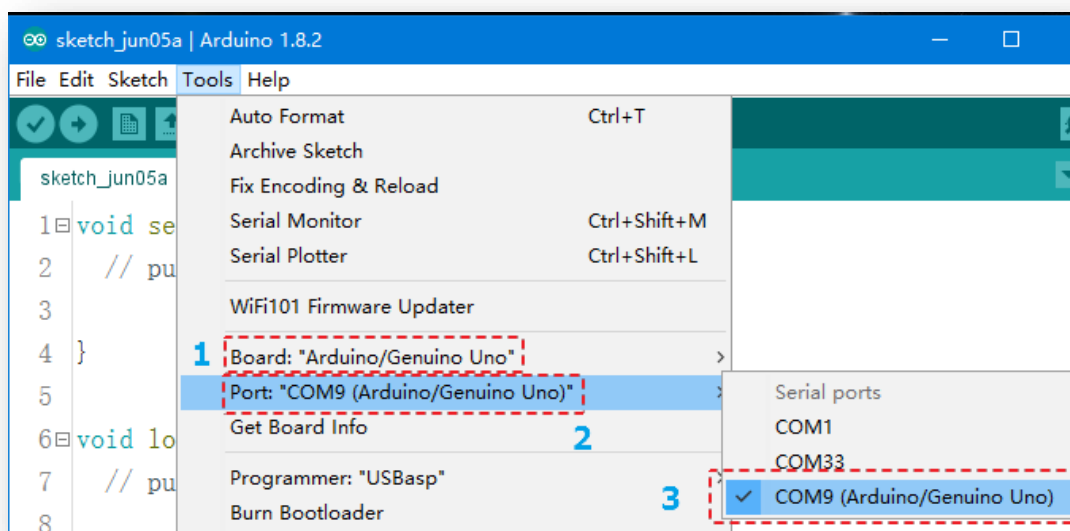 sketch_jun05a | Arduino 1.8.2
File Edit Sketch Tools Help
sketch_jun05a
Auto Format Ctrl+T
Archive Sketch
Fix Encoding & Reload
Serial Monitor Ctrl+Shift+M
Serial Plotter Ctrl+Shift+L
WiFi101 Firmware Updater
1 Board: "Arduino/Genuino Uno"
Port: "COM9 (Arduino/Genuino Uno)"
Get Board Info
2
Programmer: "USBasp"
Burn Bootloader
Serial ports
COM1
COM33
3 COM9 (Arduino/Genuino Uno)
1 void se
2 // pu
3
4 }
5
6 void lo
7 // pu
8